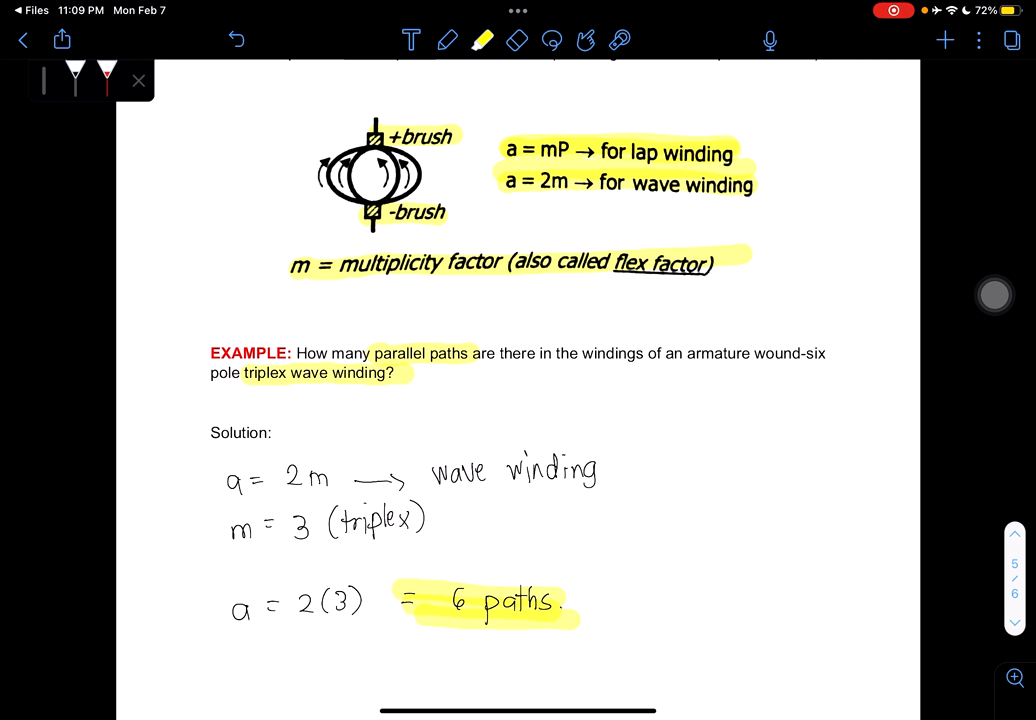 Files 11:09 PM Mon Feb 7
72%
+brush
a = mP → for lap winding
a = 2m → for wave winding
-brush
m = multiplicity factor (also called flex factor)
EXAMPLE: How many parallel paths are there in the windings of an armature wound-six
pole triplex wave winding?
Solution:
a = 2m → wave winding
m = 3 (triplex)
a = 2(3) = 6 paths.
5
/
6